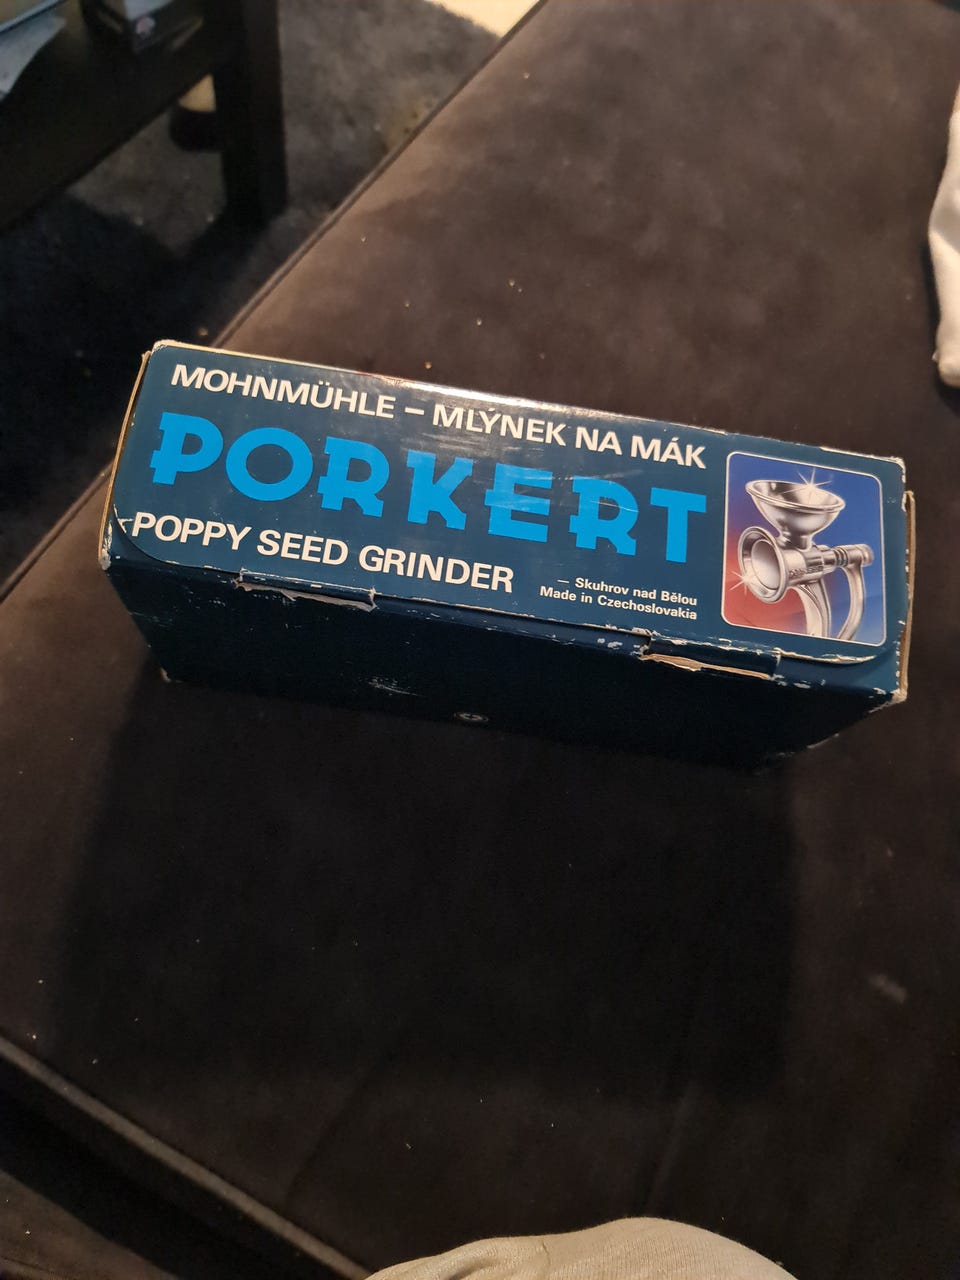 MOHNMÜHLE – MLÝNEK NA MÁK
PORKERT
POPPY SEED GRINDER
— Skuhrov nad Bělou
Made in Czechoslovakia